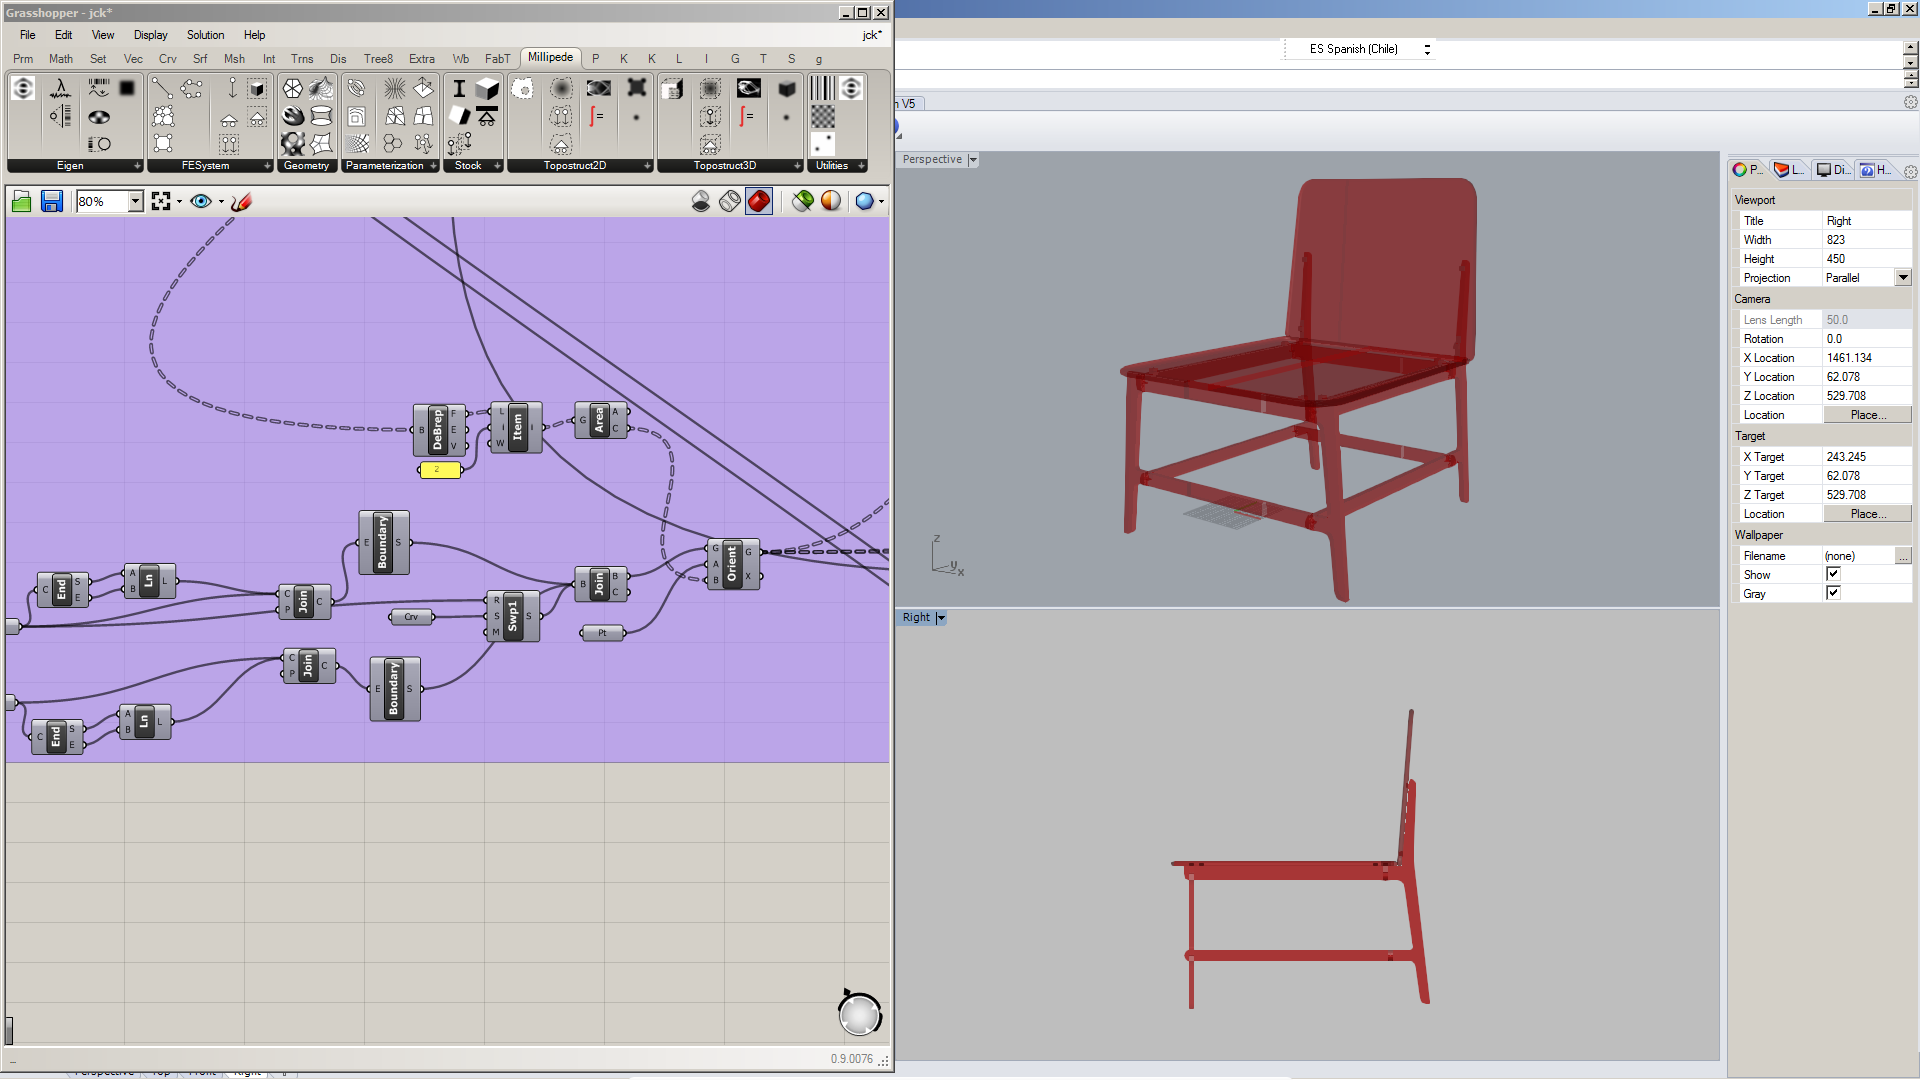 Grasshopper - jck*
File Edit View Display Solution Help jck*
Prm Math Set Vec Crv Srf Msh Int Trns Dis Tree8 Extra Wb FabT Millipede P K K L I G T S g
Eigen FESystem Geometry Parameterization Stock Topostruct2D Topostruct3D Utilities
80%
B DeBrep F E V
L i W Item i
G Area A C
2
E Boundary S
C End S E
A B Ln L
C P Join C
Crv
R S M Swp1 S
B Join B C
Pt
G A B Orient G X
C P Join C
E Boundary S
C End S E
A B Ln L
0.9.0076
ES Spanish (Chile)
V5
Perspective
z
y
x
Right
P...
L...
Di...
H...
Viewport
Title Right
Width 823
Height 450
Projection Parallel
Camera
Lens Length 50.0
Rotation 0.0
X Location 1461.134
Y Location 62.078
Z Location 529.708
Location Place...
Target
X Target 243.245
Y Target 62.078
Z Target 529.708
Location Place...
Wallpaper
Filename (none) ...
Show
Gray
Perspective Top Front Right